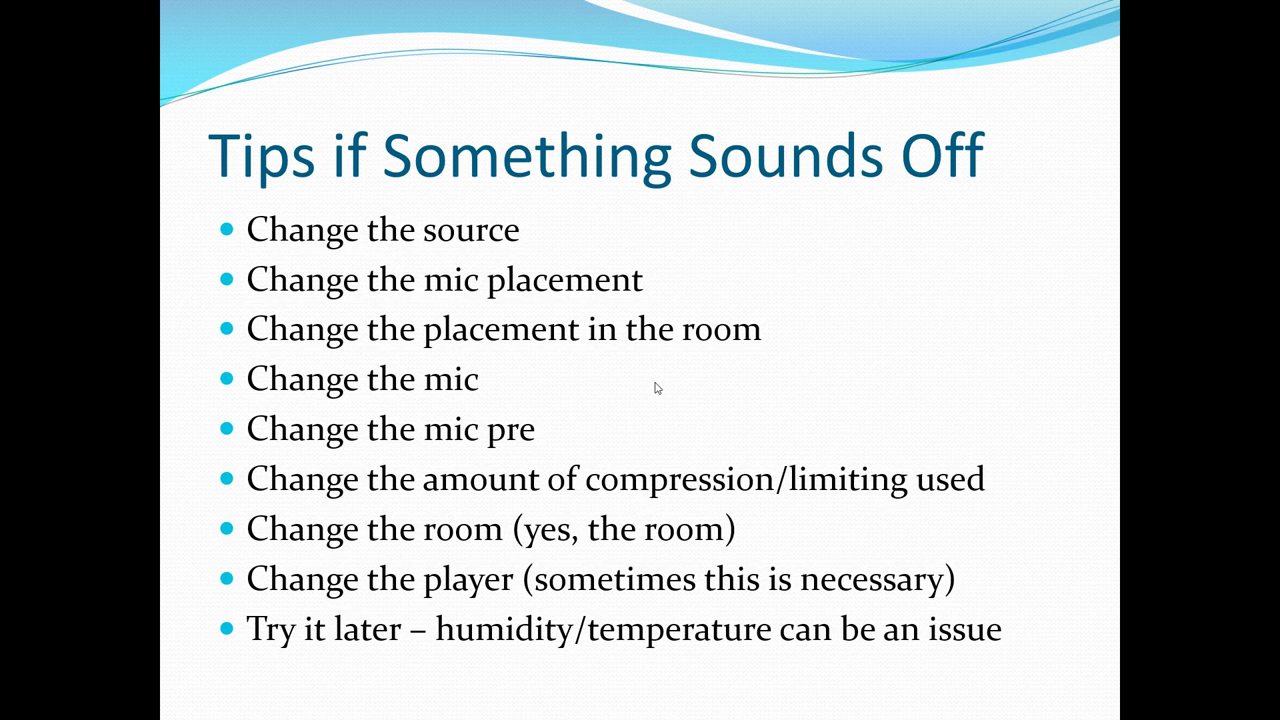 Tips if Something Sounds Off
• Change the source
• Change the mic placement
• Change the placement in the room
• Change the mic
• Change the mic pre
• Change the amount of compression/limiting used
• Change the room (yes, the room)
• Change the player (sometimes this is necessary)
• Try it later – humidity/temperature can be an issue